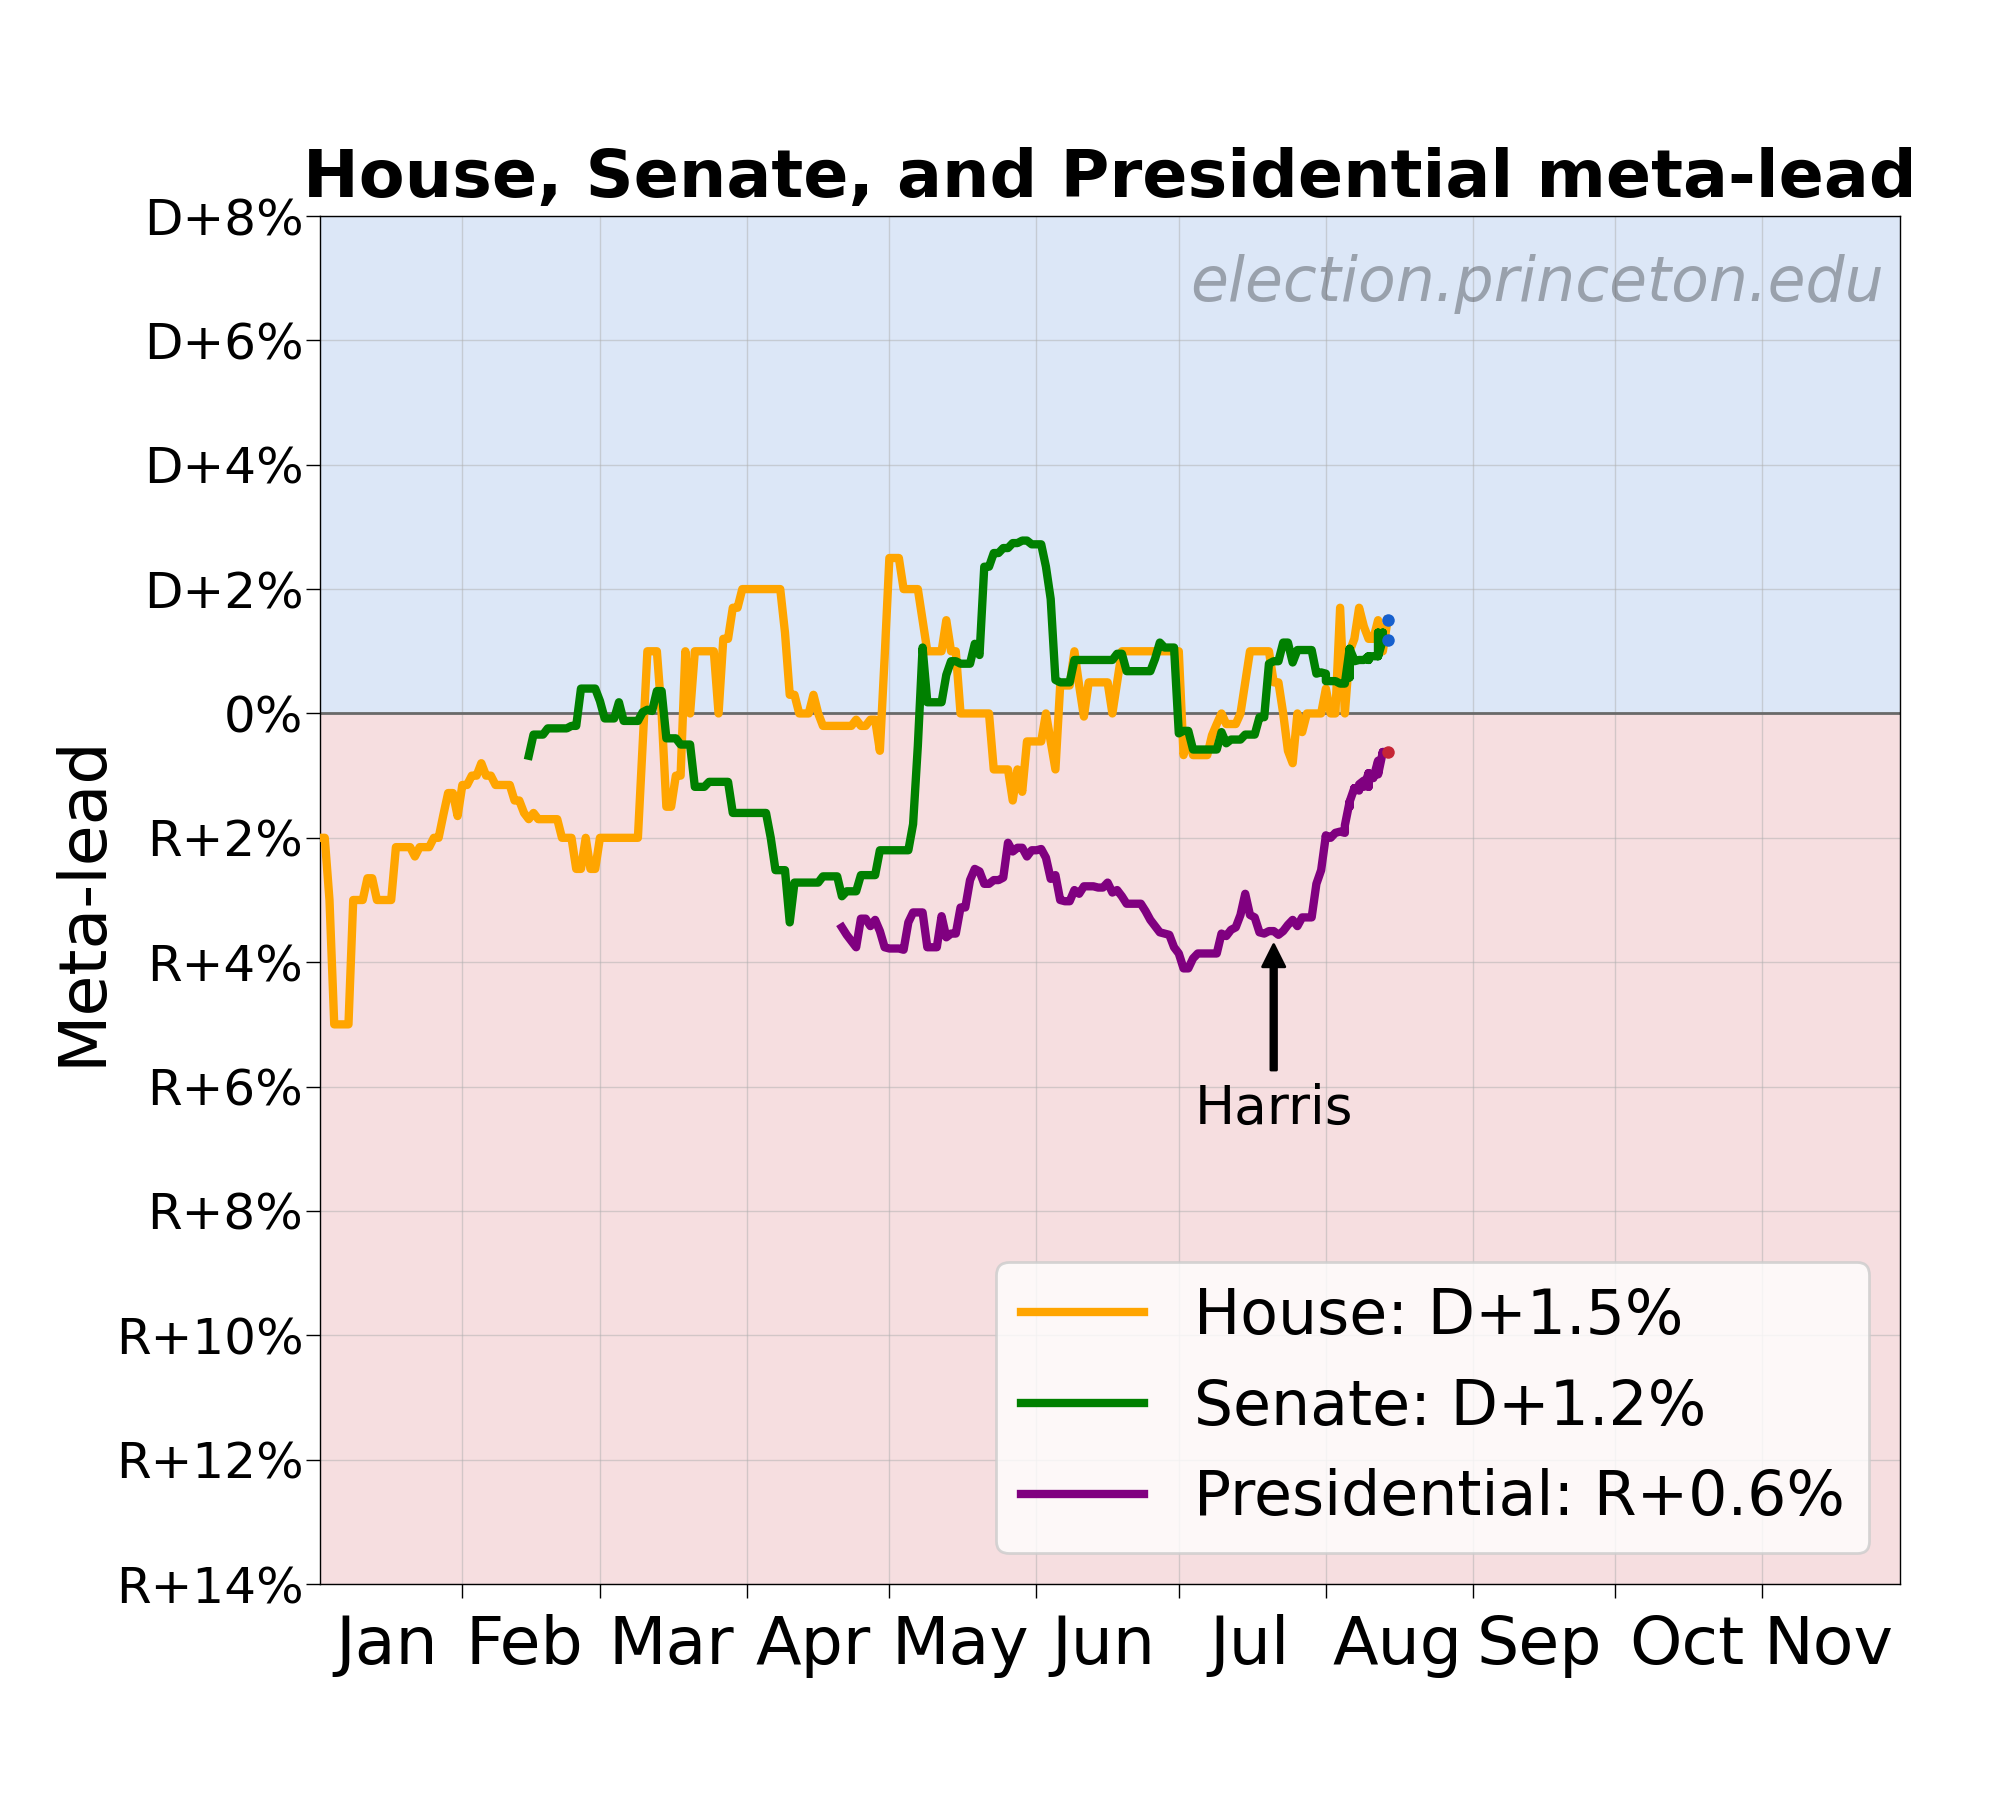 House, Senate, and Presidential meta-lead
election.princeton.edu
D+8%
D+6%
D+4%
D+2%
0%
R+2%
R+4%
R+6%
R+8%
R+10%
R+12%
R+14%
Meta-lead
Harris
House: D+1.5%
Senate: D+1.2%
Presidential: R+0.6%
Jan Feb Mar Apr May Jun Jul Aug Sep Oct Nov